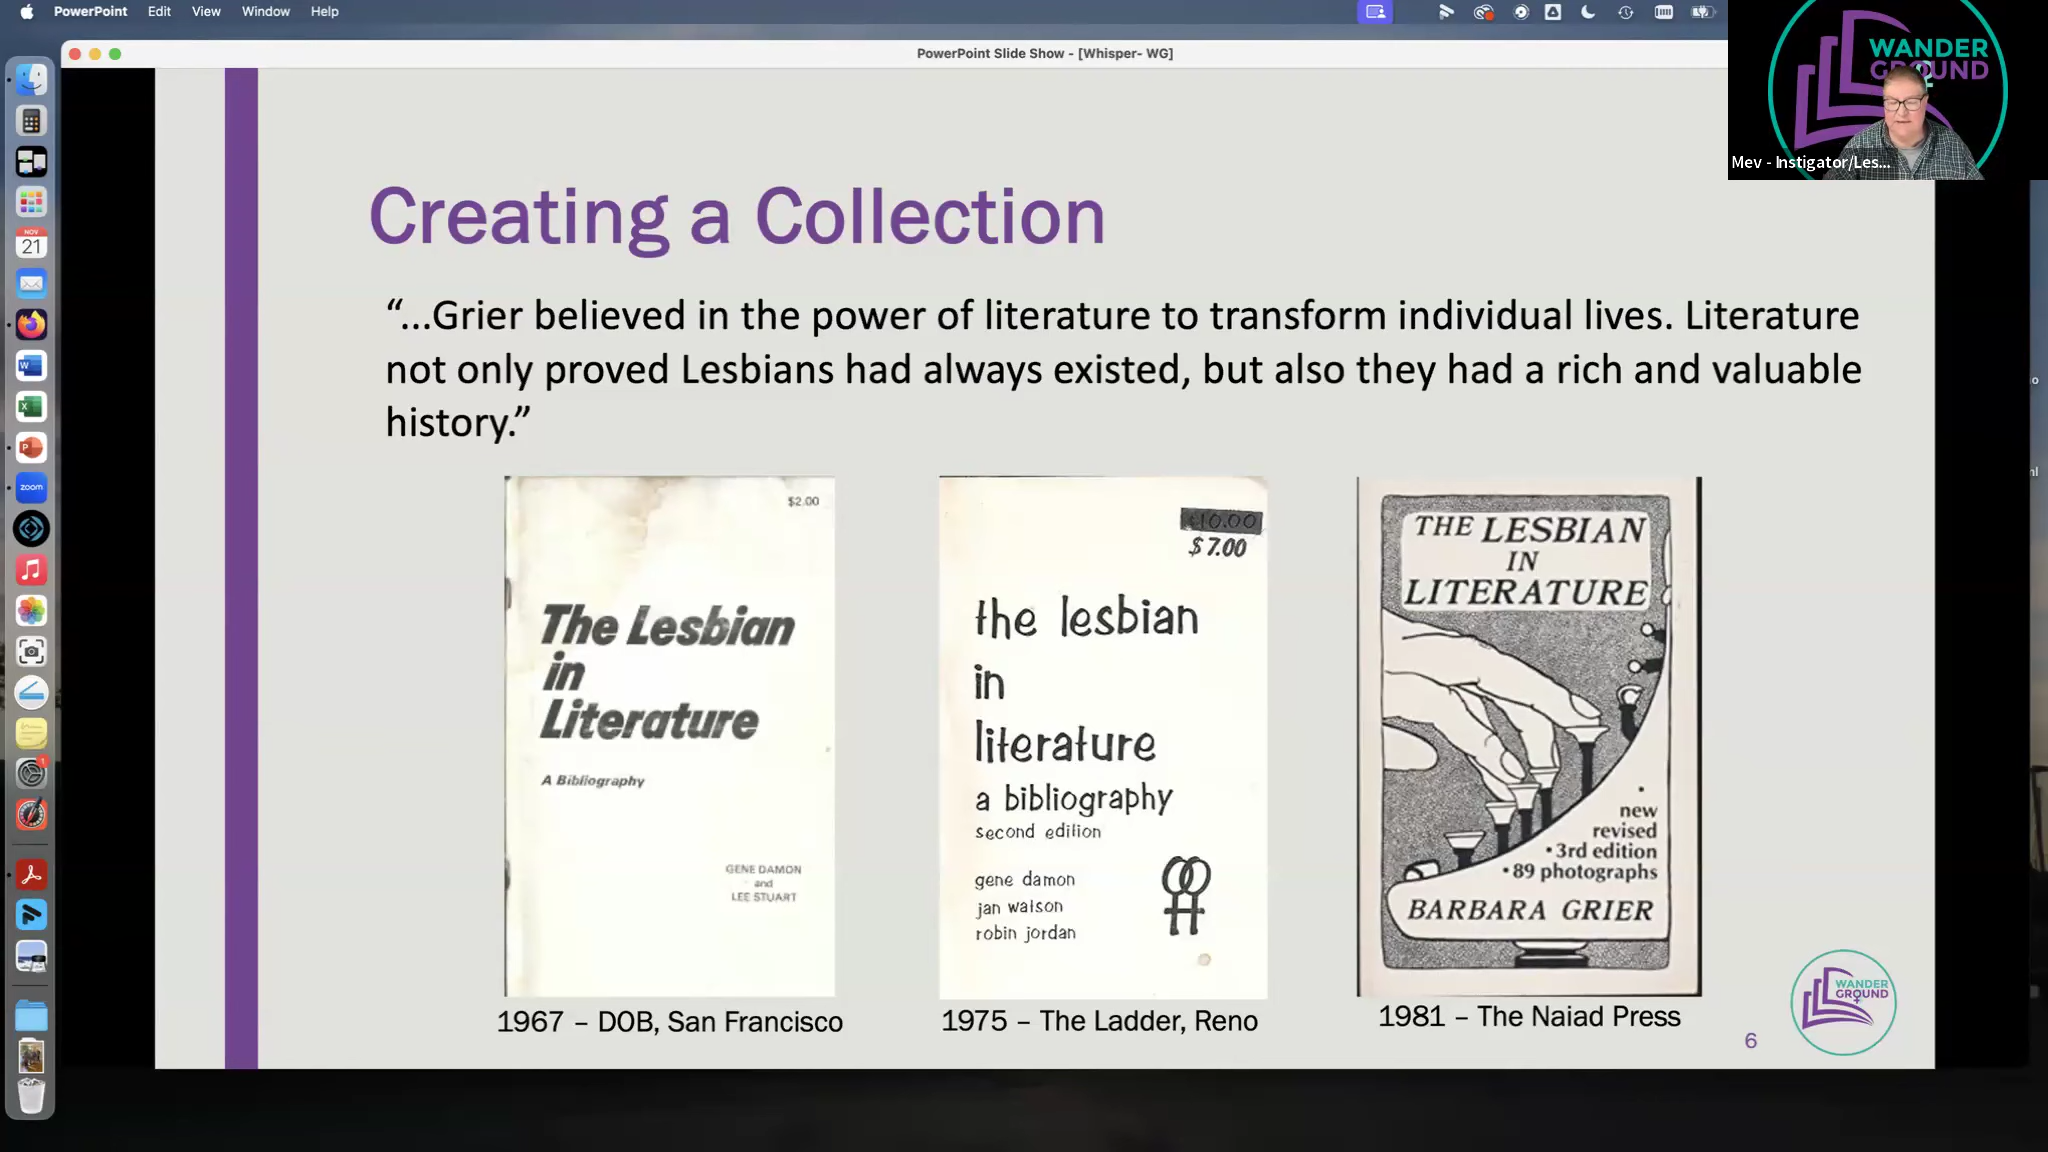 PowerPoint Edit View Window Help
PowerPoint Slide Show - [Whisper- WG]
WANDER
GROUND
Mev - Instigator/Les...
NOV
21
zoom
1
Creating a Collection
“...Grier believed in the power of literature to transform individual lives. Literature
not only proved Lesbians had always existed, but also they had a rich and valuable
history.”
$2.00
The Lesbian
in
Literature
A Bibliography
GENE DAMON
and
LEE STUART
1967 – DOB, San Francisco
$10.00
$7.00
the lesbian
in
literature
a bibliography
second edition
gene damon
jan watson
robin jordan
1975 – The Ladder, Reno
THE LESBIAN
IN
LITERATURE
• new
revised
• 3rd edition
• 89 photographs
BARBARA GRIER
1981 – The Naiad Press
6
WANDER
GROUND